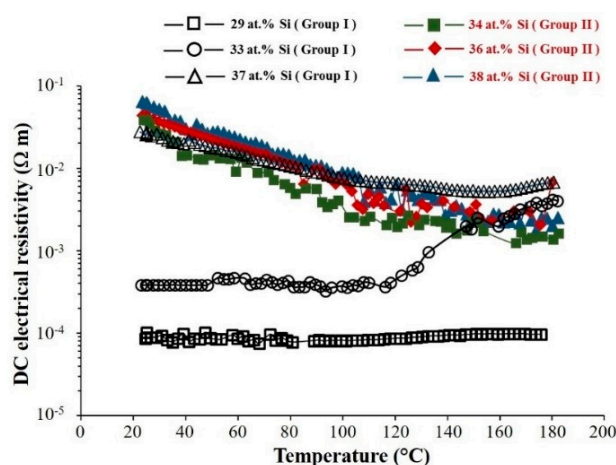 29 at.% Si ( Group I )
33 at.% Si ( Group I )
37 at.% Si ( Group I )
34 at.% Si ( Group II )
36 at.% Si ( Group II )
38 at.% Si ( Group II )
DC electrical resistivity (Ω m)
10⁻¹
10⁻²
10⁻³
10⁻⁴
10⁻⁵
0 20 40 60 80 100 120 140 160 180 200
Temperature (°C)